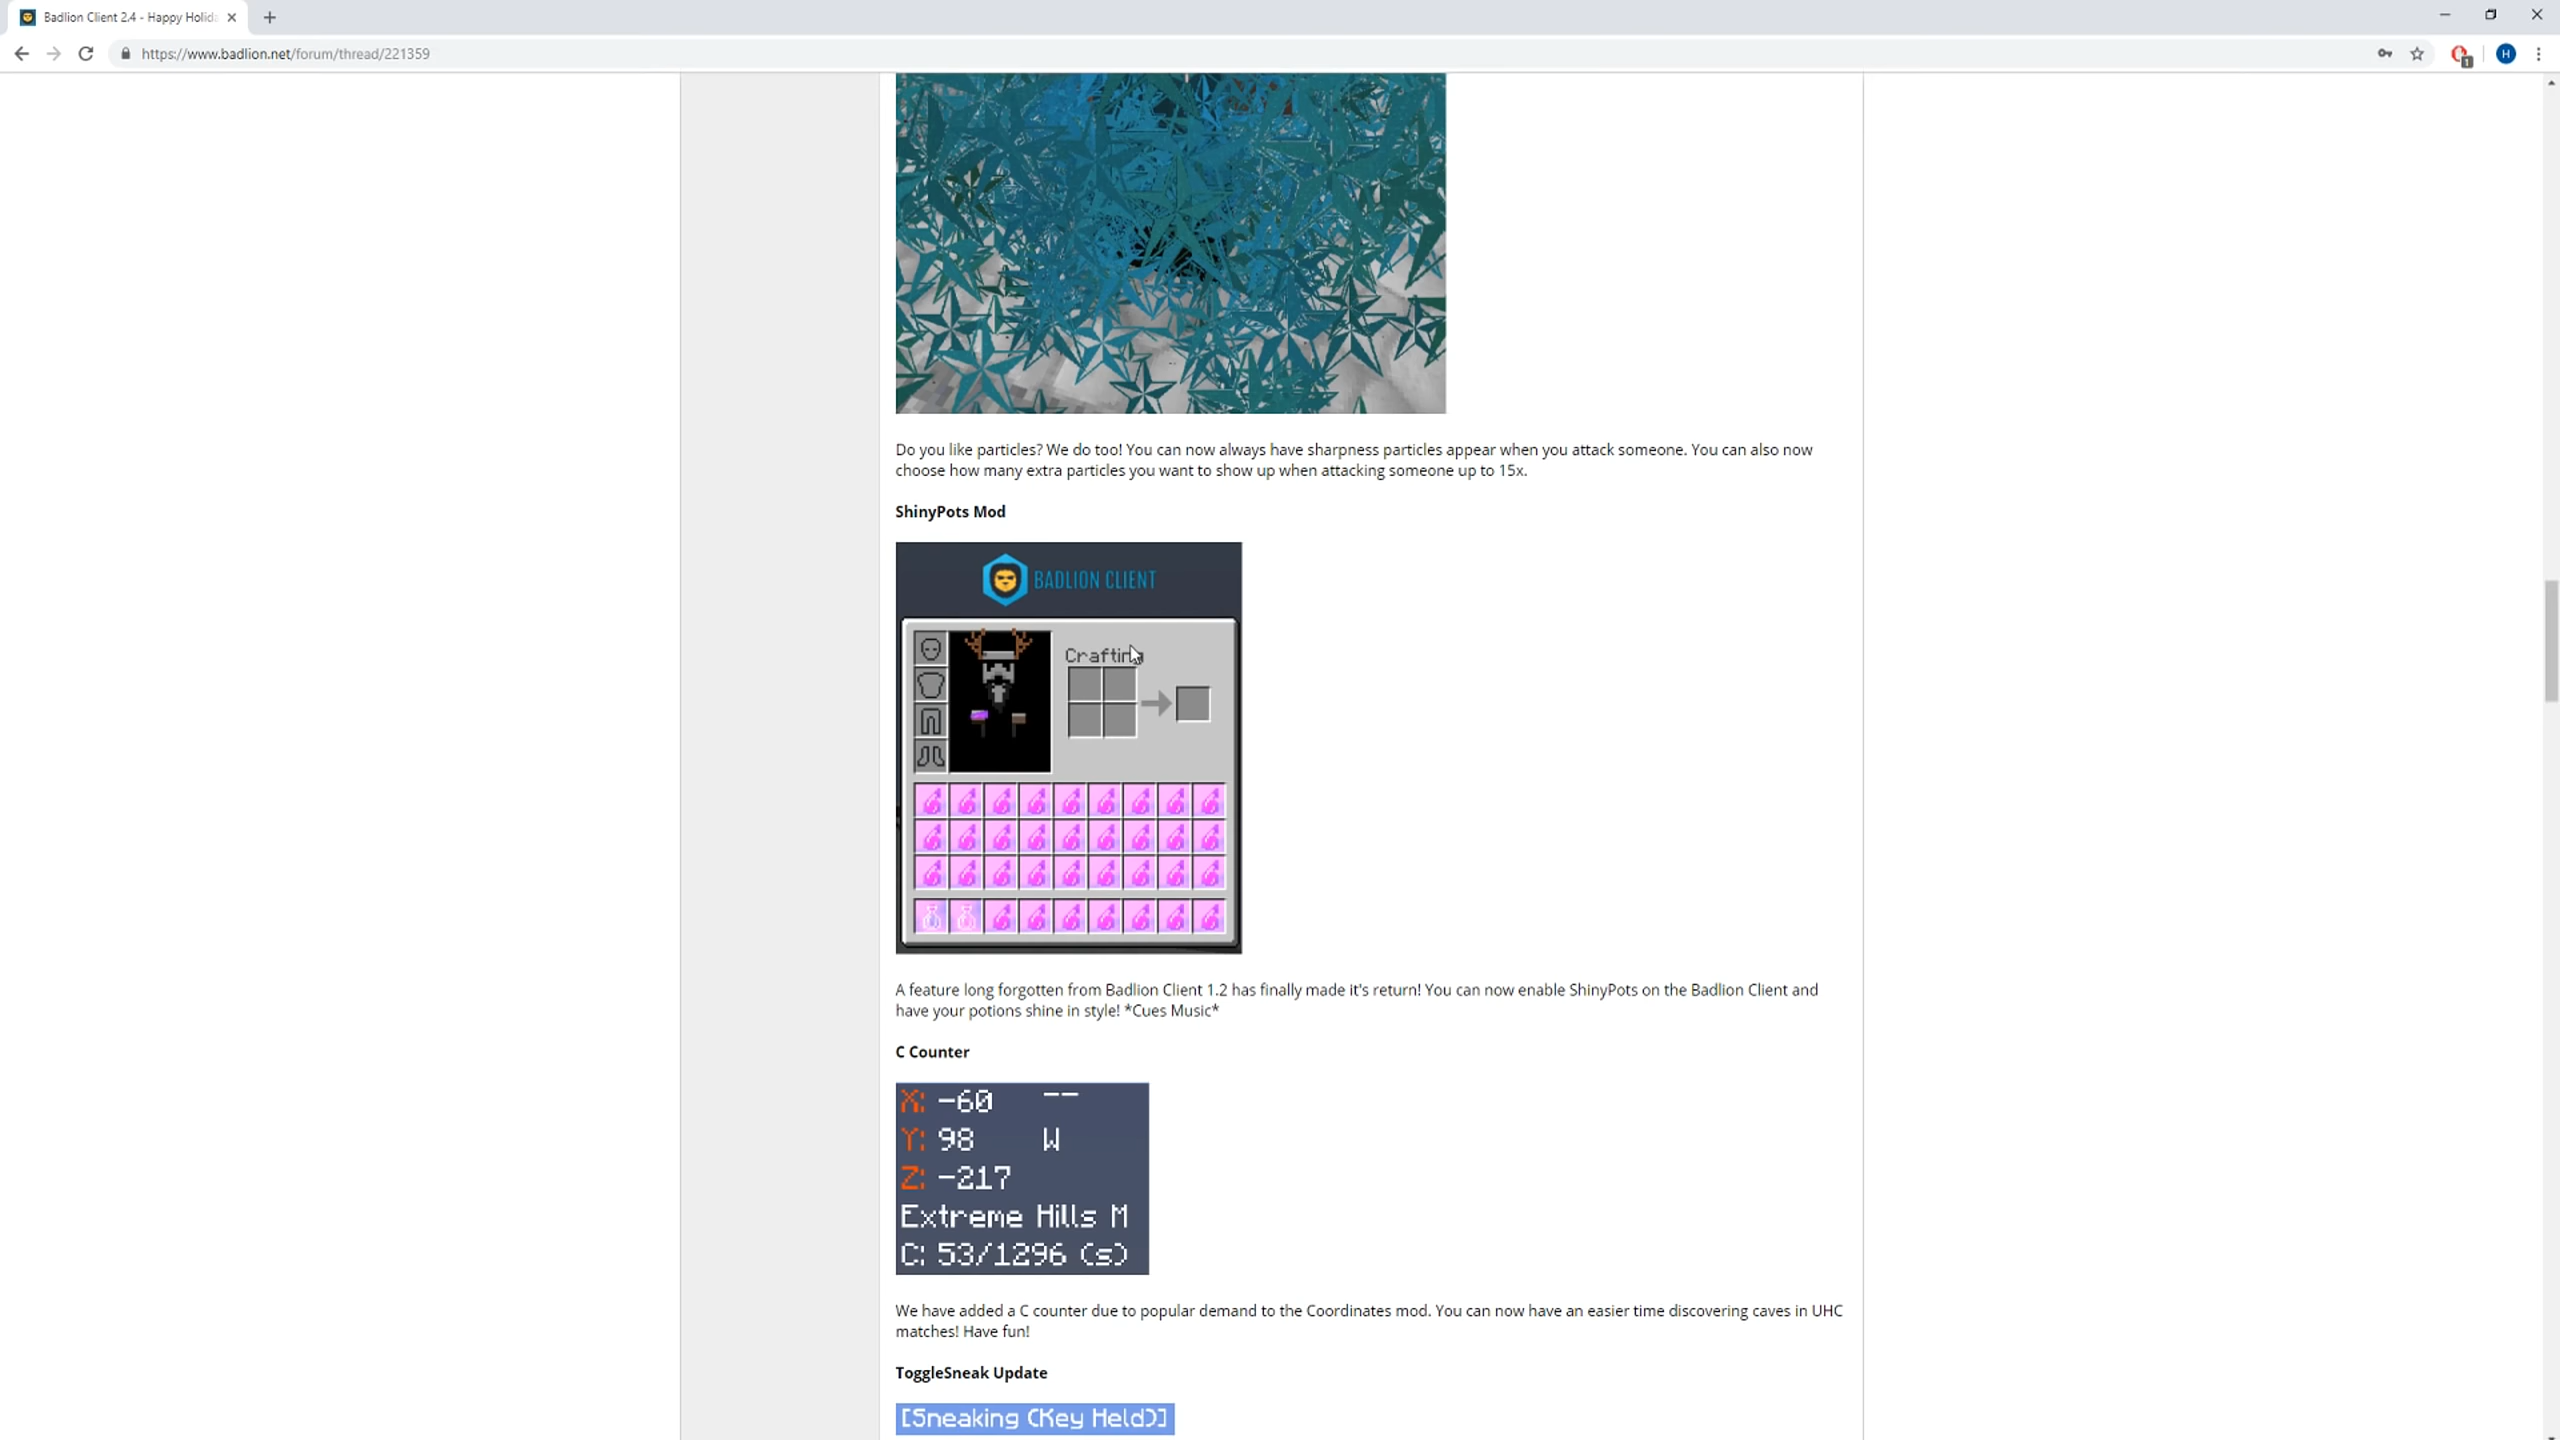 Badlion Client 2.4 - Happy Holid
https://www.badlion.net/forum/thread/221359
1
H
Do you like particles? We do too! You can now always have sharpness particles appear when you attack someone. You can also now
choose how many extra particles you want to show up when attacking someone up to 15x.
ShinyPots Mod
BADLION CLIENT
Crafting
A feature long forgotten from Badlion Client 1.2 has finally made it's return! You can now enable ShinyPots on the Badlion Client and
have your potions shine in style! *Cues Music*
C Counter
X: -60 --
Y: 98 W
Z: -217
Extreme Hills M
C: 53/1296 (s)
We have added a C counter due to popular demand to the Coordinates mod. You can now have an easier time discovering caves in UHC
matches! Have fun!
ToggleSneak Update
[Sneaking (Key Held)]